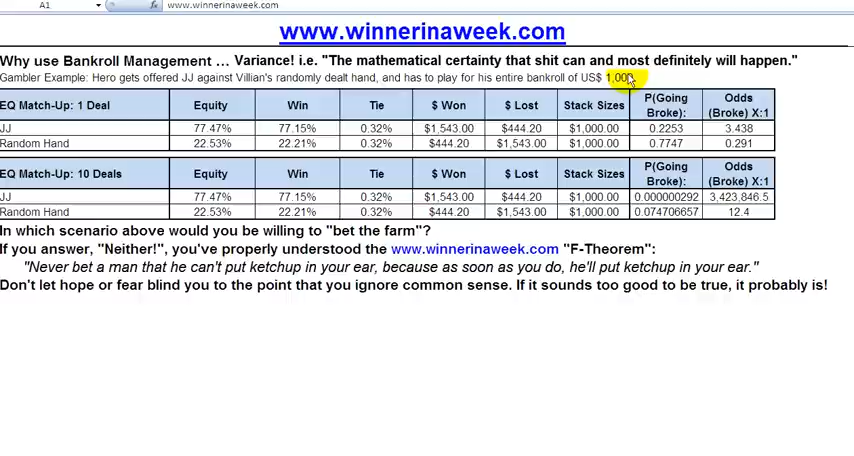 A1 fx www.winnerinaweek.com
www.winnerinaweek.com
Why use Bankroll Management … Variance! i.e. "The mathematical certainty that shit can and most definitely will happen."
Gambler Example: Hero gets offered JJ against Villian's randomly dealt hand, and has to play for his entire bankroll of US$ 1,000.
EQ Match-Up: 1 Deal Equity Win Tie $ Won $ Lost Stack Sizes P(Going Broke): Odds (Broke) X:1
JJ 77.47% 77.15% 0.32% $1,543.00 $444.20 $1,000.00 0.2253 3.438
Random Hand 22.53% 22.21% 0.32% $444.20 $1,543.00 $1,000.00 0.7747 0.291
EQ Match-Up: 10 Deals Equity Win Tie $ Won $ Lost Stack Sizes P(Going Broke): Odds (Broke) X:1
JJ 77.47% 77.15% 0.32% $1,543.00 $444.20 $1,000.00 0.000000292 3,423,846.5
Random Hand 22.53% 22.21% 0.32% $444.20 $1,543.00 $1,000.00 0.074706657 12.4
In which scenario above would you be willing to "bet the farm"?
If you answer, "Neither!", you've properly understood the www.winnerinaweek.com "F-Theorem":
"Never bet a man that he can't put ketchup in your ear, because as soon as you do, he'll put ketchup in your ear."
Don't let hope or fear blind you to the point that you ignore common sense. If it sounds too good to be true, it probably is!